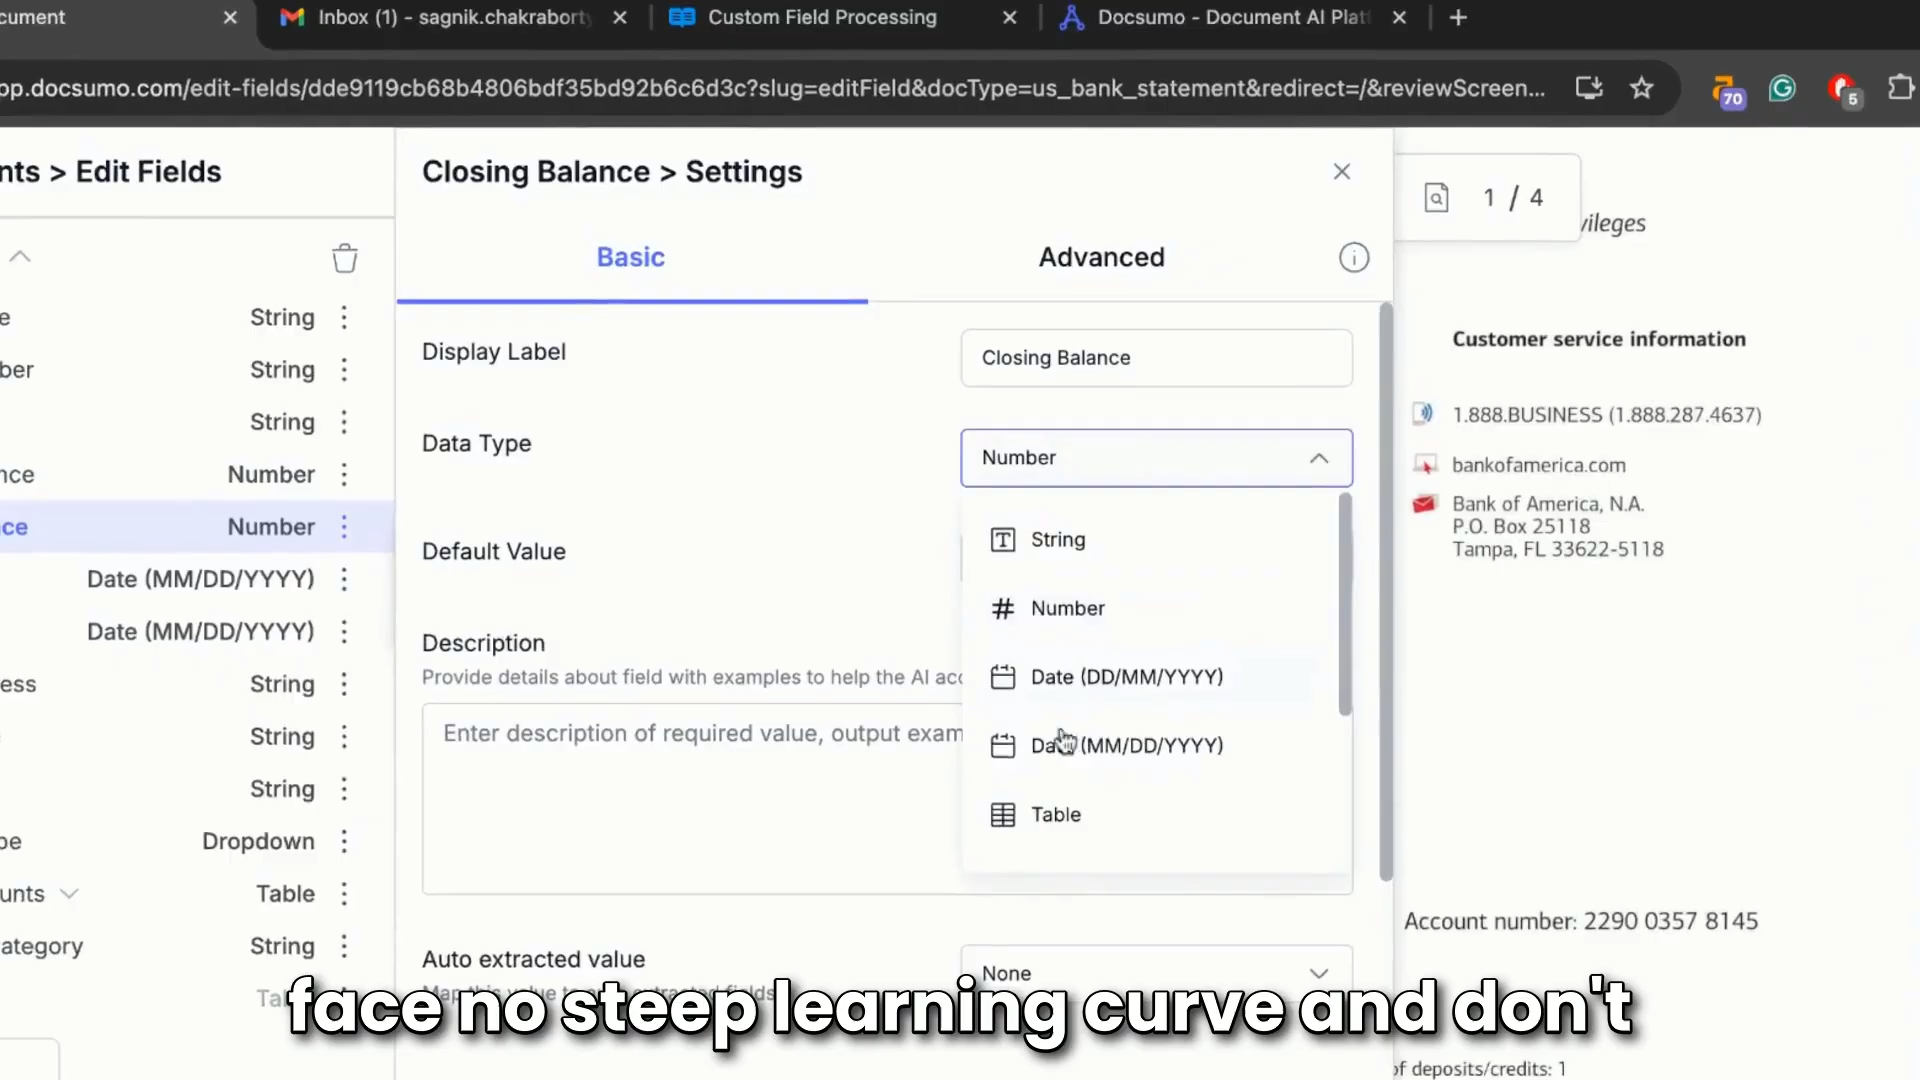 cument
Inbox (1) - sagnik.chakraborty
Custom Field Processing
Docsumo - Document AI Plat
pp.docsumo.com/edit-fields/dde9119cb68b4806bdf35bd92b6c6d3c?slug=editField&docType=us_bank_statement&redirect=/&reviewScreen...
70
5
nts > Edit Fields
e String
ber String
String
nce Number
ce Number
Date (MM/DD/YYYY)
Date (MM/DD/YYYY)
ess String
String
String
pe Dropdown
unts Table
ategory String
Closing Balance > Settings
Basic
Advanced
Display Label
Closing Balance
Data Type
Number
String
Number
Date (DD/MM/YYYY)
Date (MM/DD/YYYY)
Table
Default Value
Description
Provide details about field with examples to help the AI acc
Enter description of required value, output exam
Auto extracted value
None
1 / 4
vileges
Customer service information
1.888.BUSINESS (1.888.287.4637)
bankofamerica.com
Bank of America, N.A.
P.O. Box 25118
Tampa, FL 33622-5118
Account number: 2290 0357 8145
of deposits/credits: 1
face no steep learning curve and don't